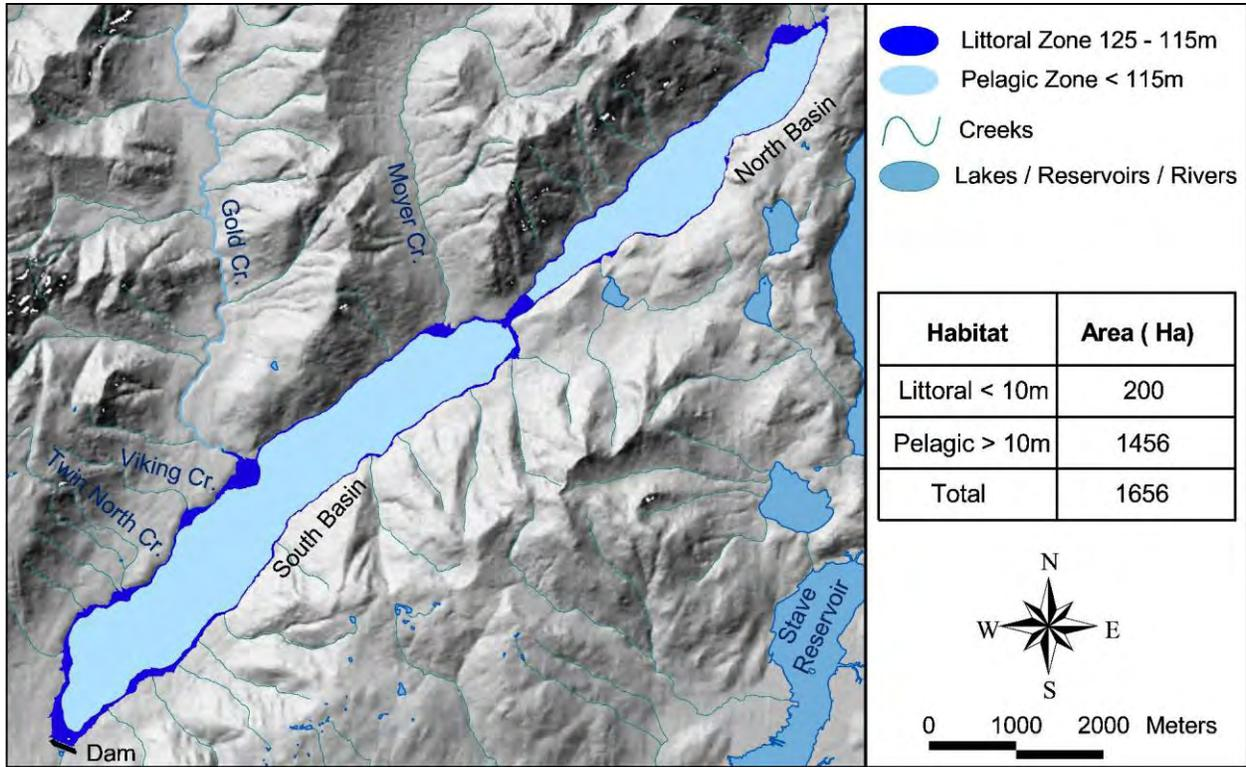 North Basin
Moyer Cr.
Gold Cr.
Viking Cr.
Twin North Cr.
South Basin
Stave
Reservoir
Dam
Littoral Zone 125 - 115m
Pelagic Zone < 115m
Creeks
Lakes / Reservoirs / Rivers
Habitat Area ( Ha)
Littoral < 10m 200
Pelagic > 10m 1456
Total 1656
N
W E
S
0 1000 2000 Meters